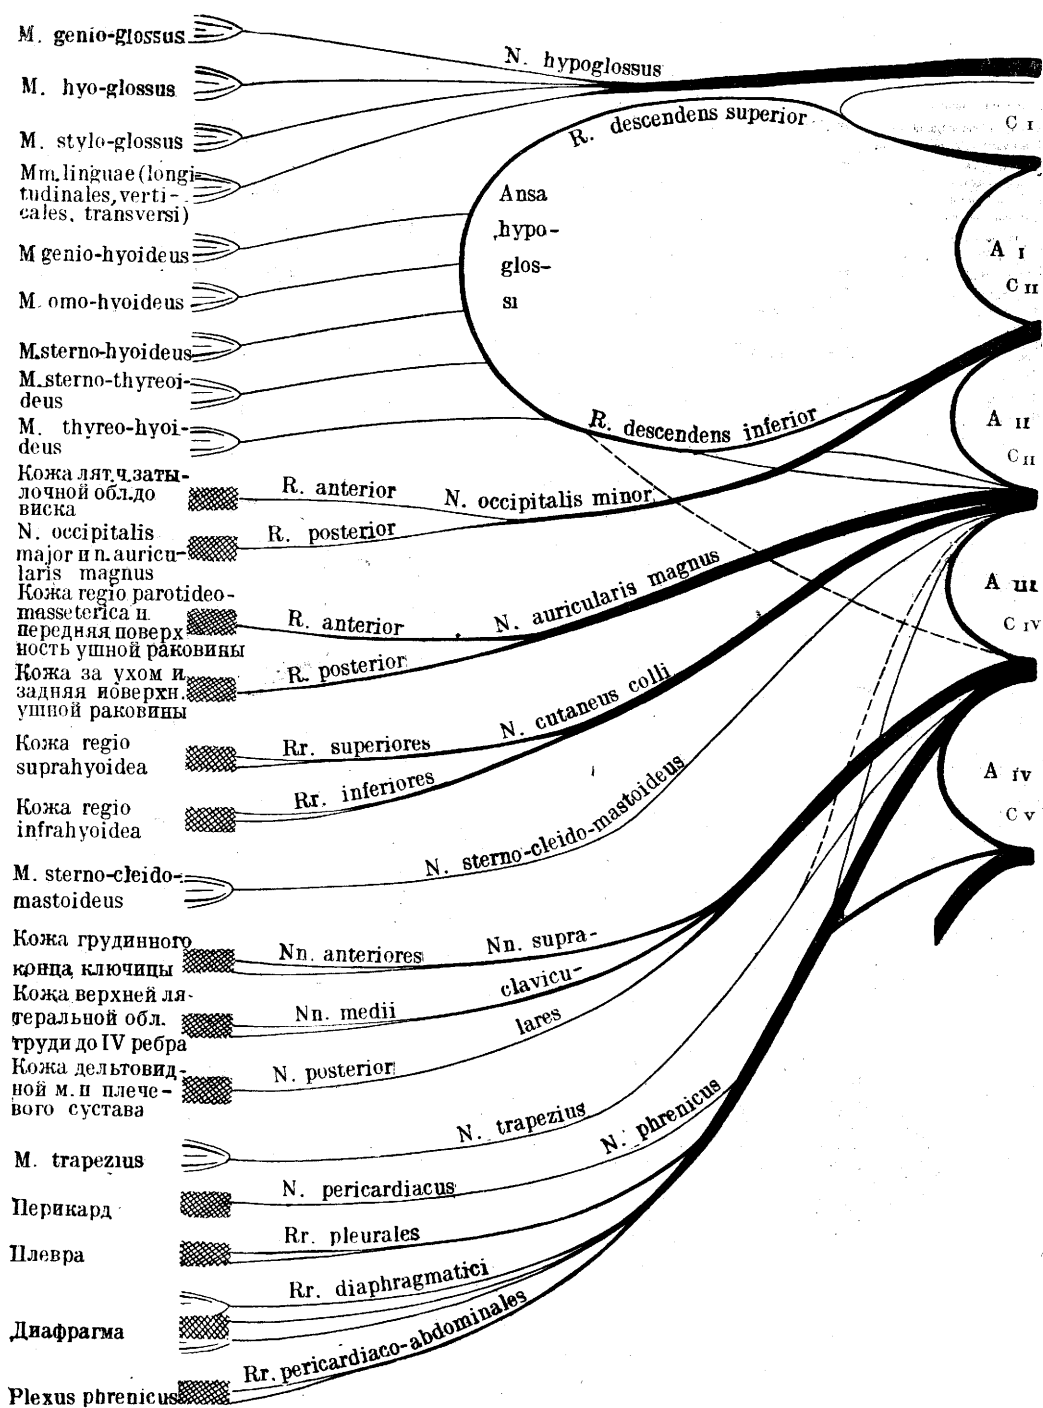 M. genio-glossus
N. hypoglossus
M. hyo-glossus
R. descendens superior
C I
M. stylo-glossus
Mm. linguae (longi=
tudinales, verti-
cales, transversi)
Ansa
hypo-
glos-
si
M genio-hyoideus
A I
C II
M. omo-hyoideus
M. sterno-hyoideus
M. sterno-thyreoi-
deus
M. thyreo-hyoi-
deus
R. descendens inferior
A II
C II
Кожа лят. ч. заты-
лочной обл. до
виска
R. anterior
N. occipitalis minor
N. occipitalis
major и n. auricu-
laris magnus
R. posterior
Кожа regio parotideo-
masseterica и
передняя поверх
ность ушной раковины
R. anterior
N. auricularis magnus
A III
C IV
Кожа за ухом и
задняя поверхн.
ушной раковины
R. posterior
Кожа regio
suprahyoidea
Rr. superiores
N. cutaneus colli
Кожа regio
infrahyoidea
Rr. inferiores
A IV
C V
M. sterno-cleido-
mastoideus
N. sterno-cleido-mastoideus
Кожа грудинного
конца ключицы
Nn. anteriores
Nn. supra-
clavicu-
lares
Кожа верхней ля-
теральной обл.
груди до IV ребра
Nn. medii
Кожа дельтовид-
ной м. и плече-
вого сустава
N. posterior
M. trapezius
N. trapezius
N. phrenicus
Перикард
N. pericardiacus
Плевра
Rr. pleurales
Диафрагма
Rr. diaphragmatici
Plexus phrenicus
Rr. pericardiaco-abdominales